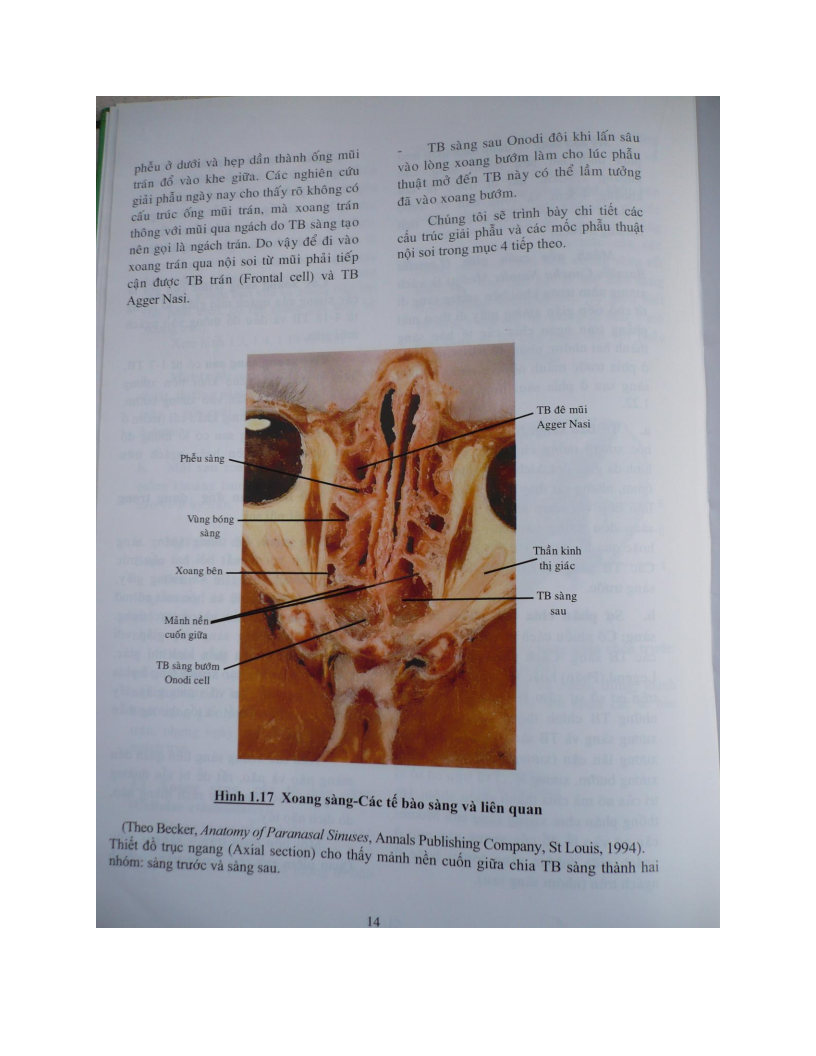 phễu ở dưới và hẹp dần thành ống mũi
trán đổ vào khe giữa. Các nghiên cứu
giải phẫu ngày nay cho thấy rõ không có
cấu trúc ống mũi trán, mà xoang trán
thông với mũi qua ngách do TB sàng tạo
nên gọi là ngách trán. Do vậy để đi vào
xoang trán qua nội soi từ mũi phải tiếp
cận được TB trán (Frontal cell) và TB
Agger Nasi.
- TB sàng sau Onodi đôi khi lấn sâu
vào lòng xoang bướm làm cho lúc phẫu
thuật mở đến TB này có thể lầm tưởng
đã vào xoang bướm.
Chúng tôi sẽ trình bày chi tiết các
cấu trúc giải phẫu và các mốc phẫu thuật
nội soi trong mục 4 tiếp theo.
TB đê mũi
Agger Nasi
Phễu sàng
Vùng bóng
sàng
Xoang bên
Thần kinh
thị giác
TB sàng
sau
Mảnh nền
cuốn giữa
TB sàng bướm
Onodi cell
Hình 1.17 Xoang sàng-Các tế bào sàng và liên quan
(Theo Becker, Anatomy of Paranasal Sinuses, Annals Publishing Company, St Louis, 1994).
Thiết đồ trục ngang (Axial section) cho thấy mảnh nền cuốn giữa chia TB sàng thành hai
nhóm: sàng trước và sàng sau.
14